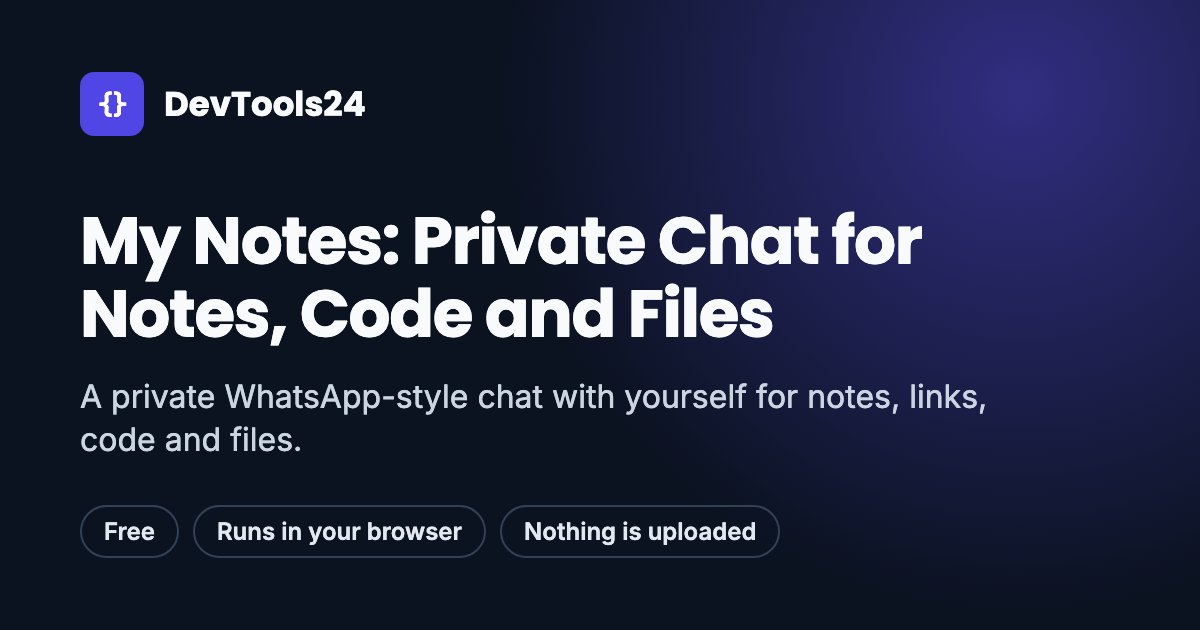 {}
DevTools24
My Notes: Private Chat for
Notes, Code and Files
A private WhatsApp-style chat with yourself for notes, links,
code and files.
Free
Runs in your browser
Nothing is uploaded